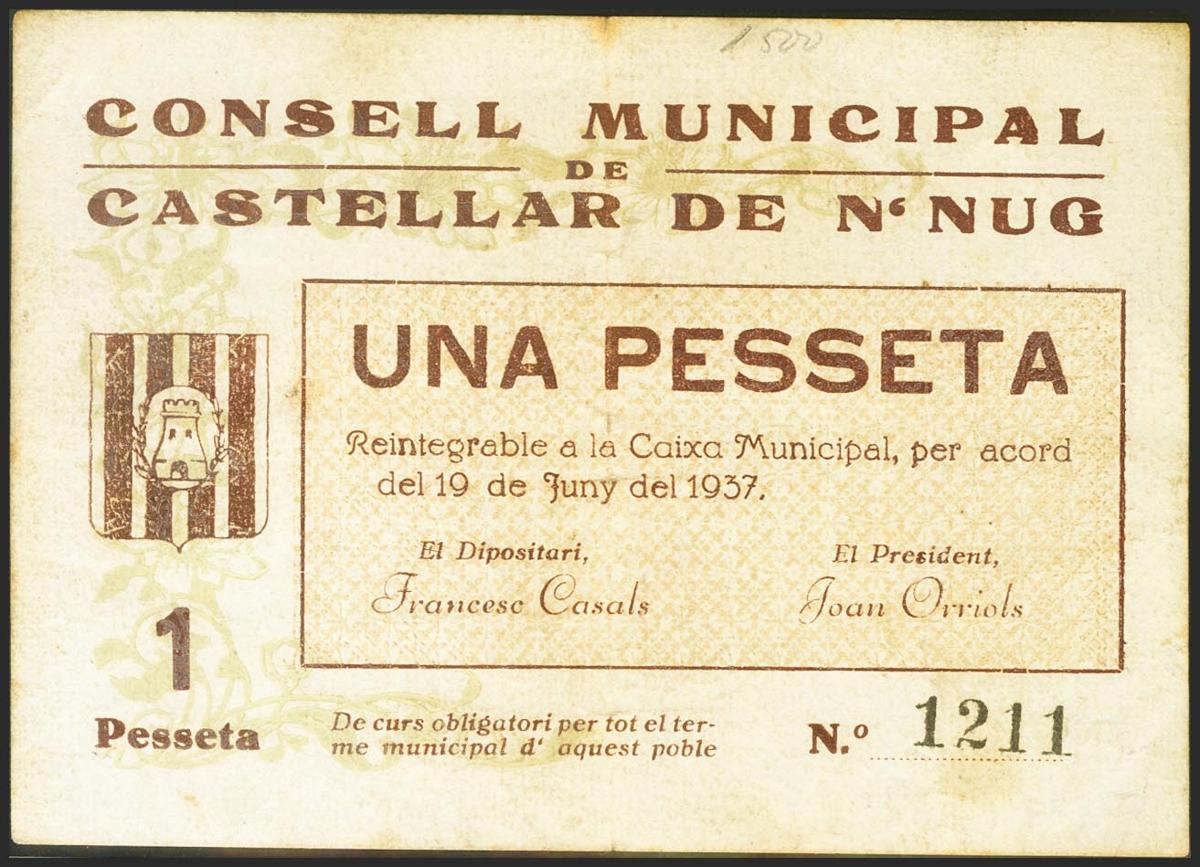 1500
CONSELL MUNICIPAL
DE
CASTELLAR DE N‘NUG
UNA PESSETA
Reintegrable a la Caixa Municipal, per acord
del 19 de Juny del 1937.
El Dipositari,
El President,
Francesc Casals
Joan Orriols
1
Pesseta
De curs obligatori per tot el ter-
me municipal d‘ aquest poble
N.º 1211